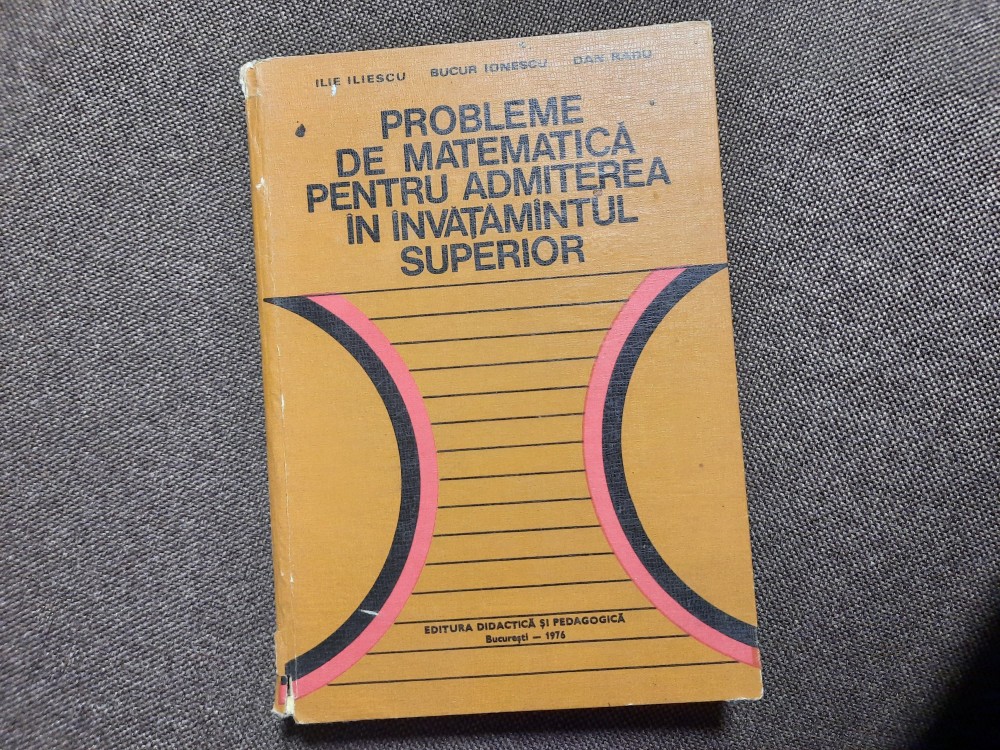 ILIE ILIESCU BUCUR IONESCU DAN RADU
PROBLEME
DE MATEMATICĂ
PENTRU ADMITEREA
ÎN ÎNVĂȚAMÎNTUL
SUPERIOR
EDITURA DIDACTICĂ ȘI PEDAGOGICĂ
București — 1976